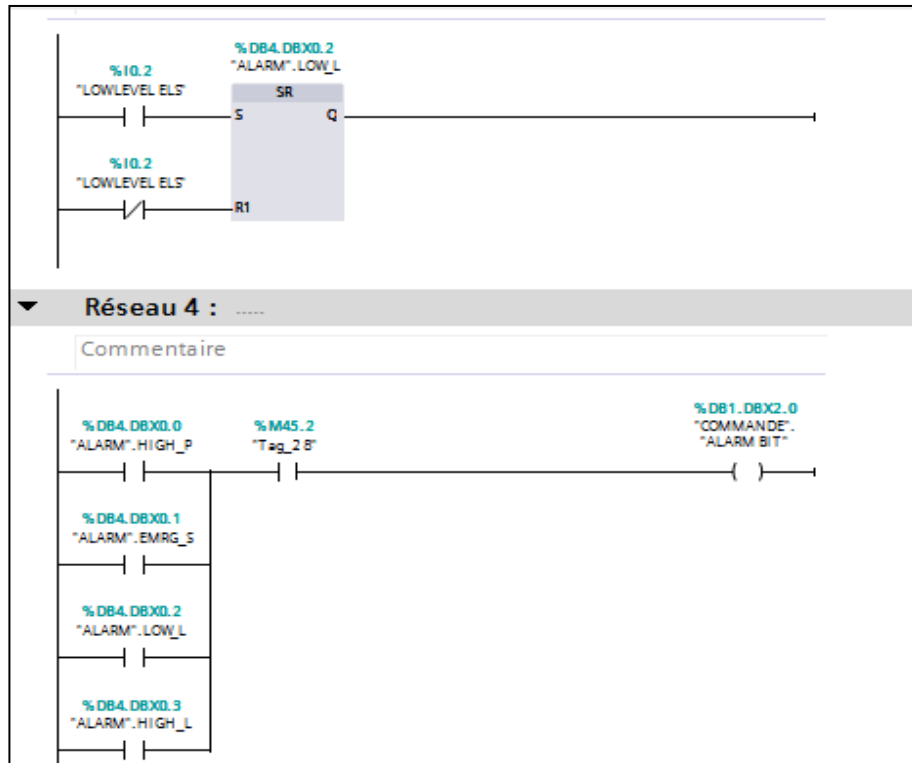 %DB4.DBX0.2
"ALARM".LOW_L
%I0.2
"LOWLEVEL ELS"
SR
S Q
%I0.2
"LOWLEVEL ELS"
R1
Réseau 4 : .....
Commentaire
%DB4.DBX0.0
"ALARM".HIGH_P
%M45.2
"Tag_28"
%DB1.DBX2.0
"COMMANDE".
"ALARM BIT"
%DB4.DBX0.1
"ALARM".EMRG_S
%DB4.DBX0.2
"ALARM".LOW_L
%DB4.DBX0.3
"ALARM".HIGH_L